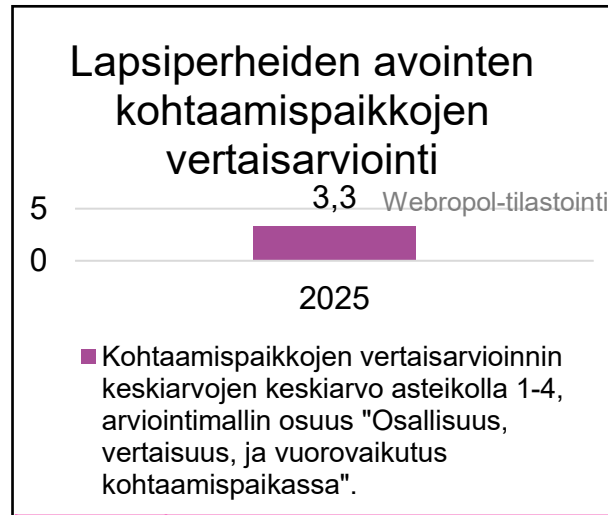 Lapsiperheiden avointen
kohtaamispaikkojen
vertaisarviointi
3,3
Webropol-tilastointi
5
0
2025
Kohtaamispaikkojen vertaisarvioinnin
keskiarvojen keskiarvo asteikolla 1-4,
arviointimallin osuus "Osallisuus,
vertaisuus, ja vuorovaikutus
kohtaamispaikassa".